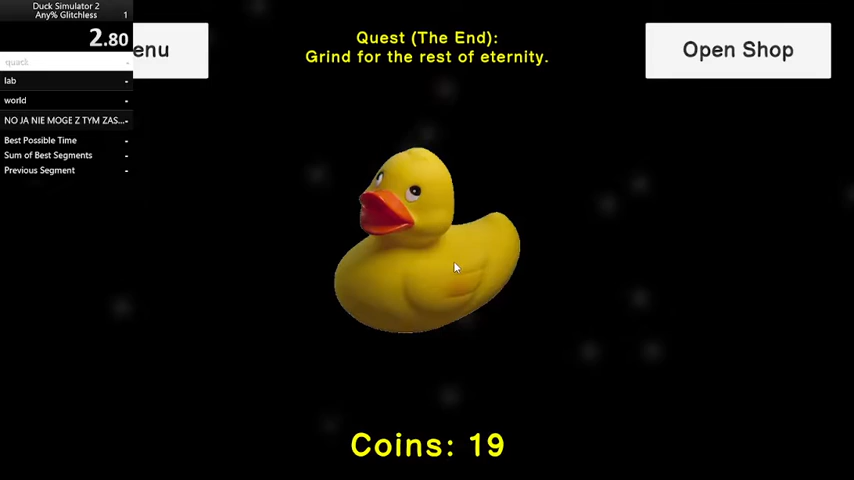 Duck Simulator 2
Any% Glitchless 1
2.80
quack -
lab -
world -
NO JA NIE MOGE Z TYM ZAS... -
Best Possible Time -
Sum of Best Segments -
Previous Segment -
enu
Quest (The End):
Grind for the rest of eternity.
Open Shop
Coins: 19